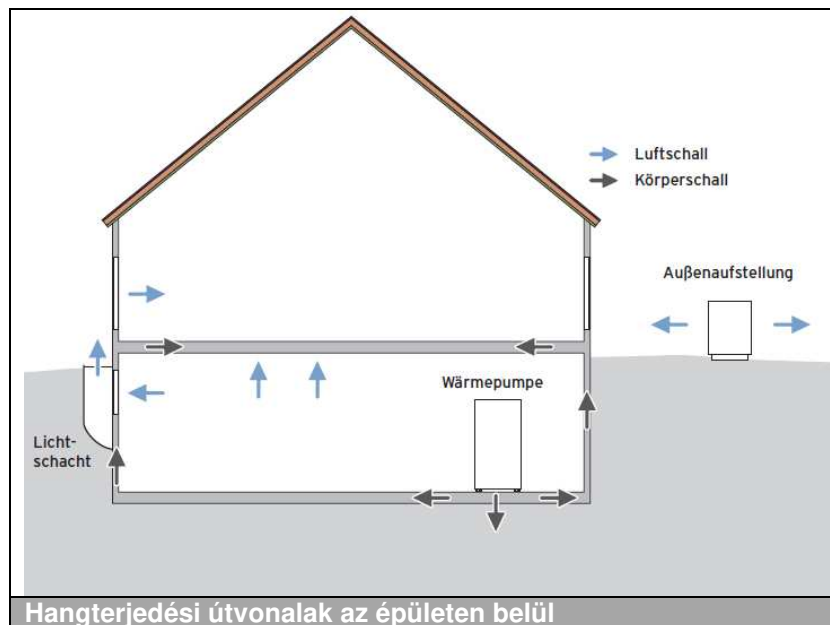 Luftschall
Körperschall
Außenaufstellung
Wärmepumpe
Licht-
schacht
Hangterjedési útvonalak az épületen belül